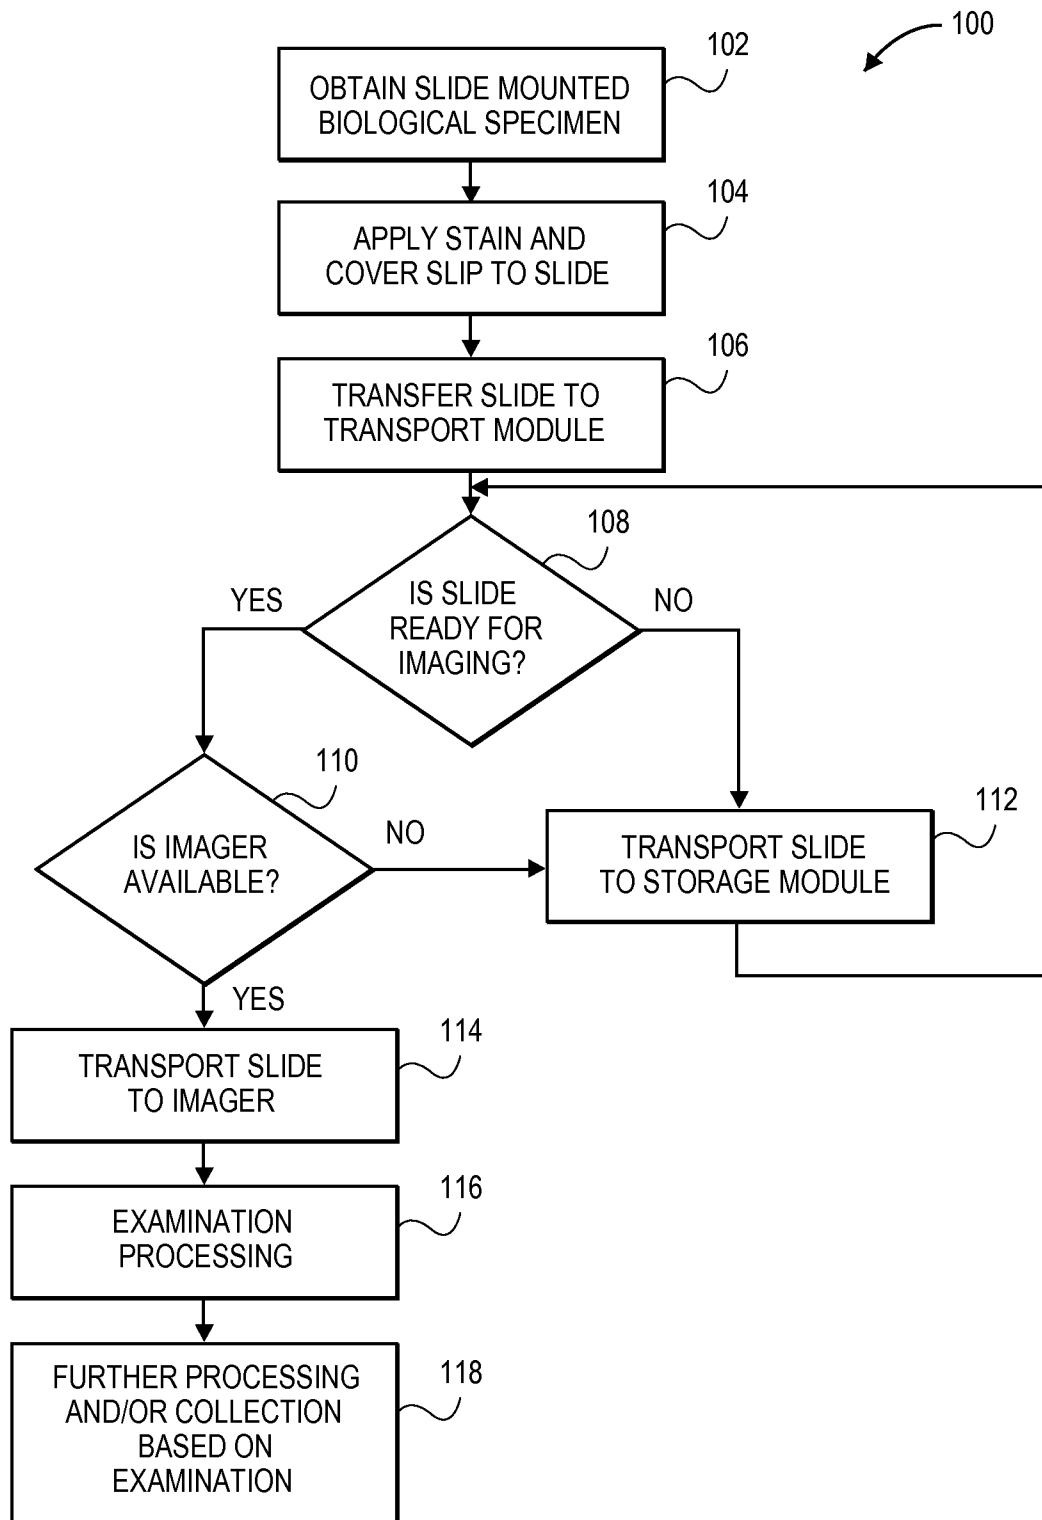 100
102
OBTAIN SLIDE MOUNTED
BIOLOGICAL SPECIMEN
104
APPLY STAIN AND
COVER SLIP TO SLIDE
106
TRANSFER SLIDE TO
TRANSPORT MODULE
108
IS SLIDE
READY FOR
IMAGING?
YES
NO
110
IS IMAGER
AVAILABLE?
NO
YES
112
TRANSPORT SLIDE
TO STORAGE MODULE
114
TRANSPORT SLIDE
TO IMAGER
116
EXAMINATION
PROCESSING
118
FURTHER PROCESSING
AND/OR COLLECTION
BASED ON
EXAMINATION